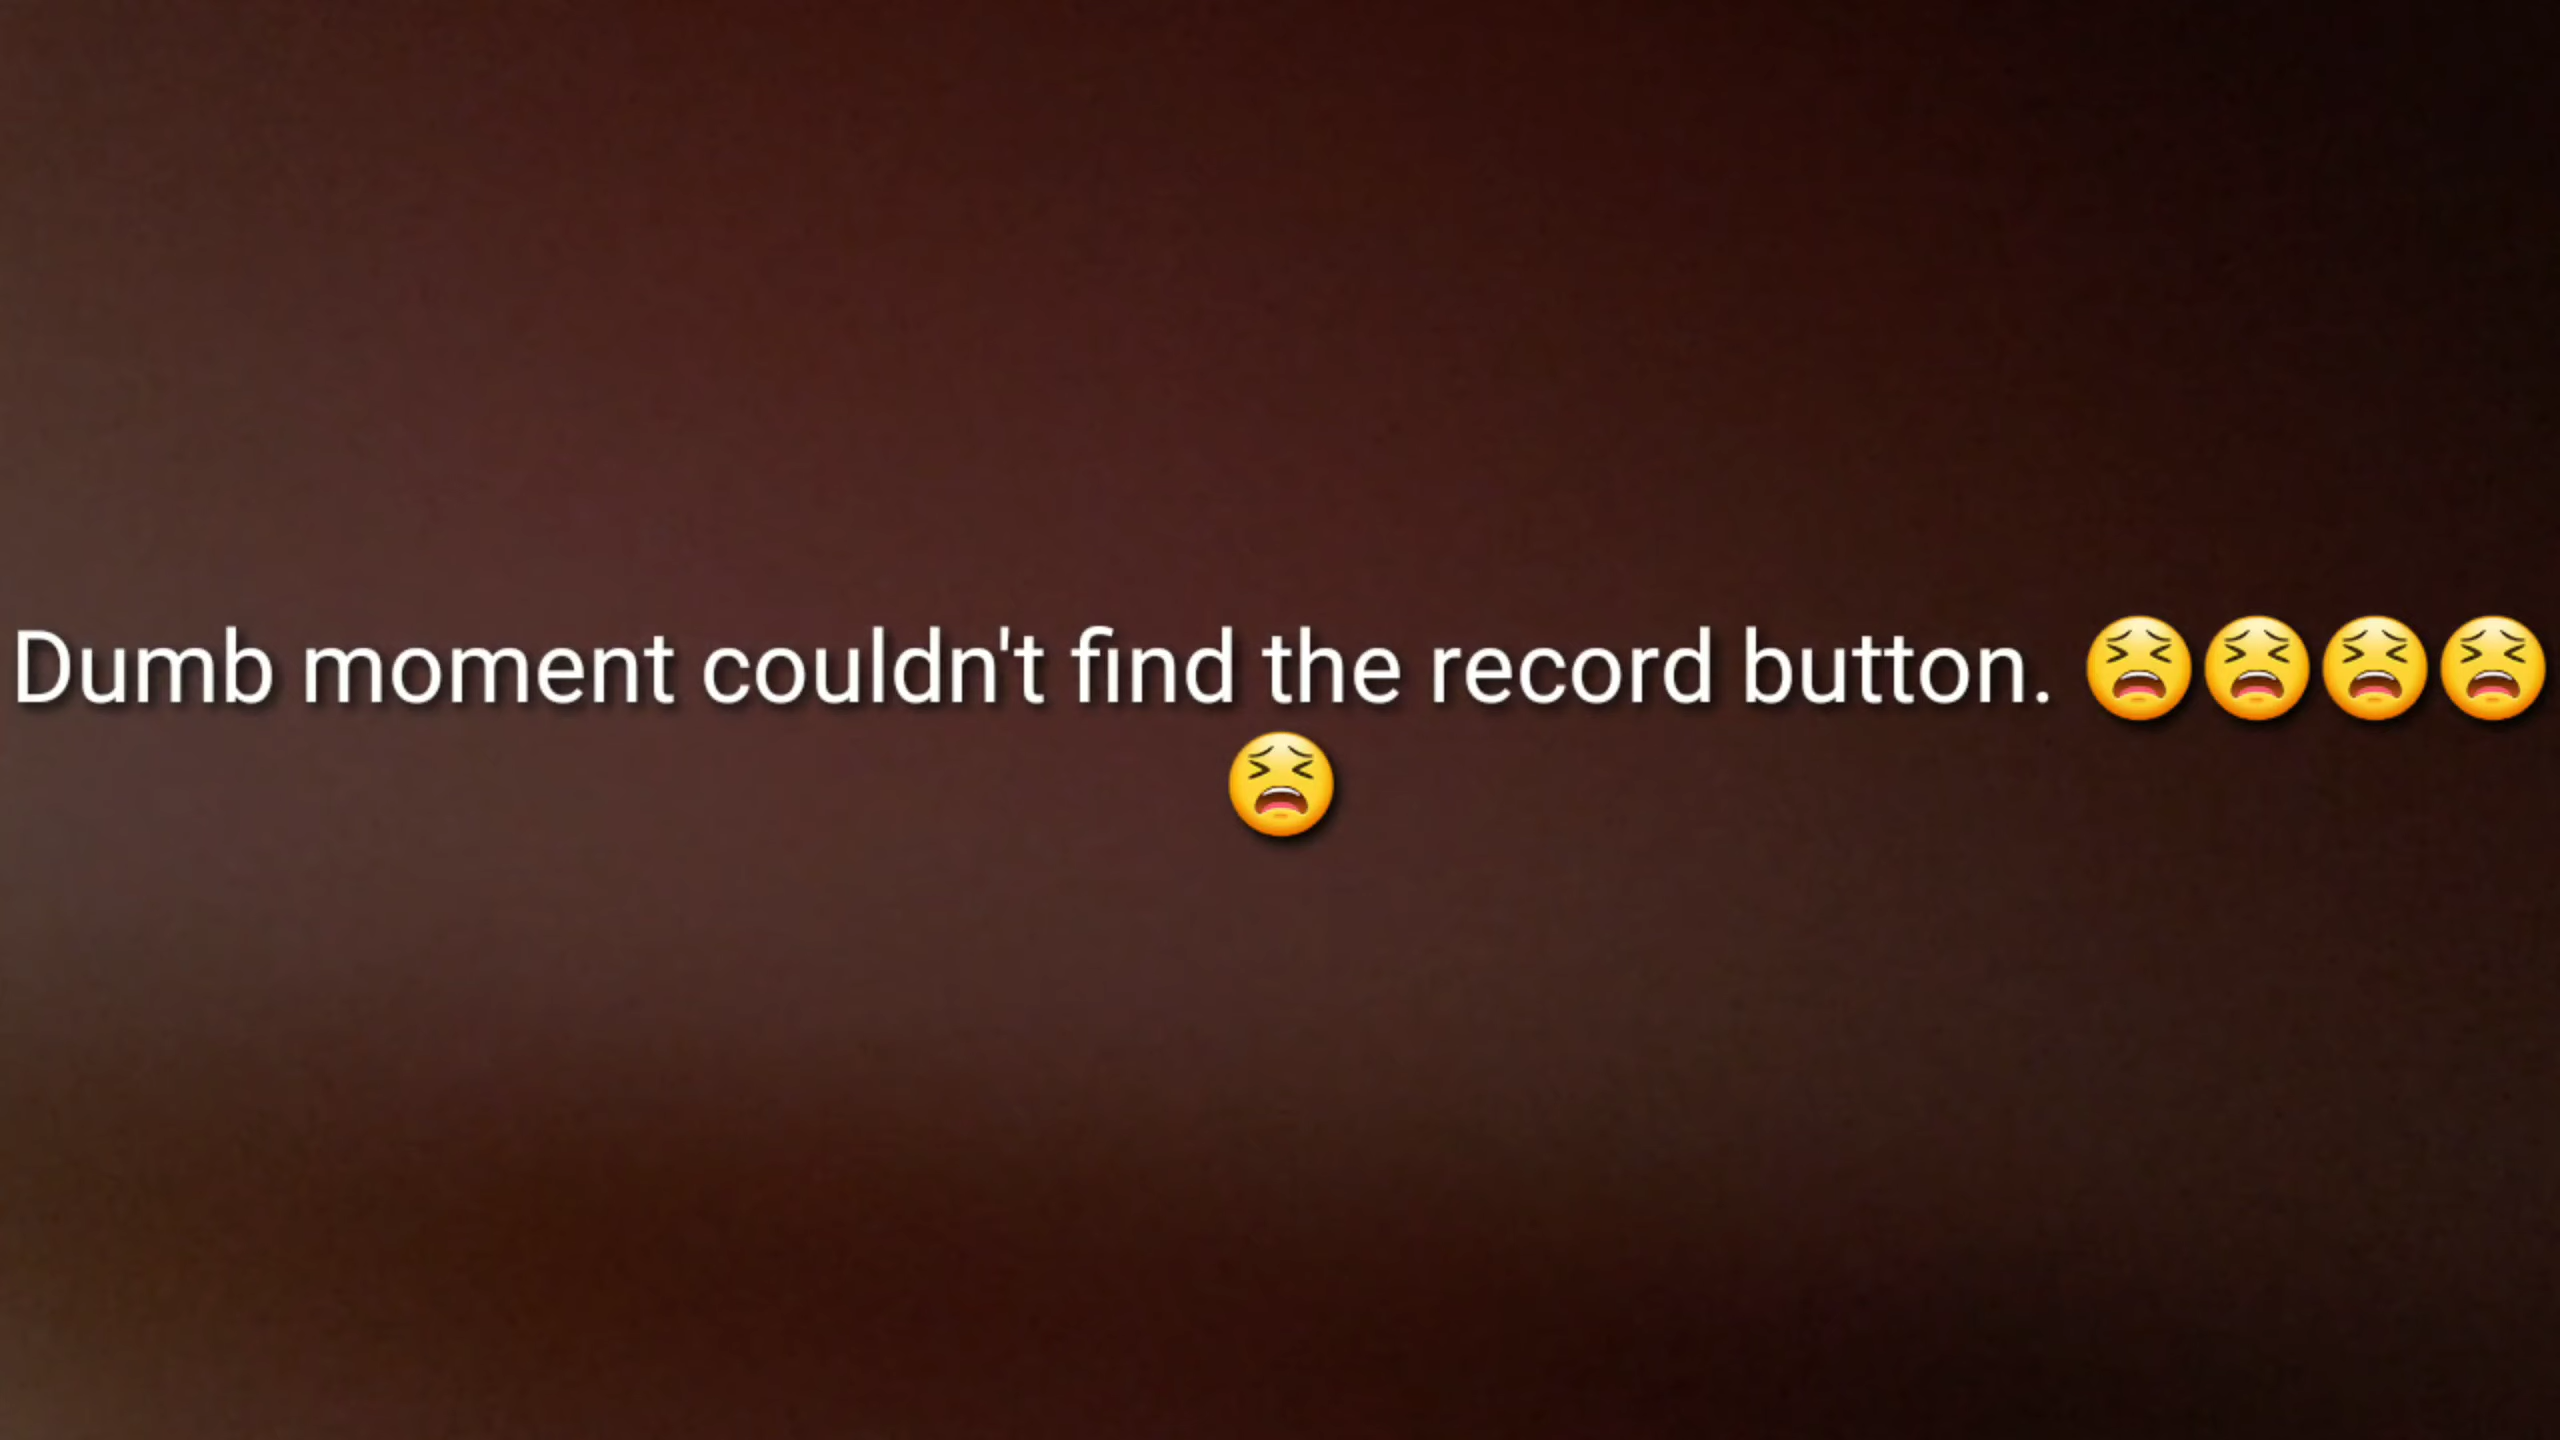 Dumb moment couldn't find the record button. 😫😫😫😫
😫